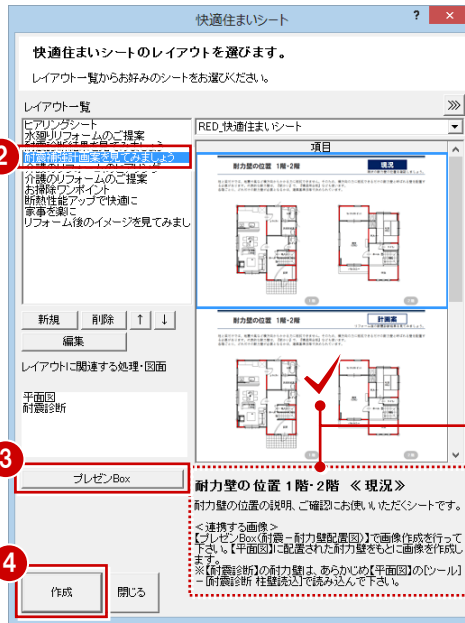 快適住まいシート
?
×
快適住まいシートのレイアウトを選びます。
レイアウト一覧からお好みのシートをお選びください。
レイアウト一覧
ヒアリングシート
水廻りリフォームのご提案
2
耐震補強計画案を見てみましょう
介護のリフォームのご提案
お掃除ワンポイント
断熱性能アップで快適に
家事を楽に
リフォーム後のイメージを見てみまし
RED_快適住まいシート
項目
耐力壁の位置 1階・2階
現況
耐力壁の位置 1階・2階
計画案
新規
削除
↑
↓
編集
レイアウトに関連する処理・図面
平面図
耐震診断
3
プレゼンBox
耐力壁の位置 1階・2階 ≪現況≫
耐力壁の位置の説明、ご確認にお使いいただくシートです。
<連携する画像>
【プレゼンBox(耐震-耐力壁配置図)】で画像作成を行って
下さい。【平面図】に配置された耐力壁をもとに画像を作成し
ます。
※【耐震診断】の耐力壁は、あらかじめ【平面図】の[ツール]
-[耐震診断 柱壁読込]で読み込んで下さい。
4
作成
閉じる